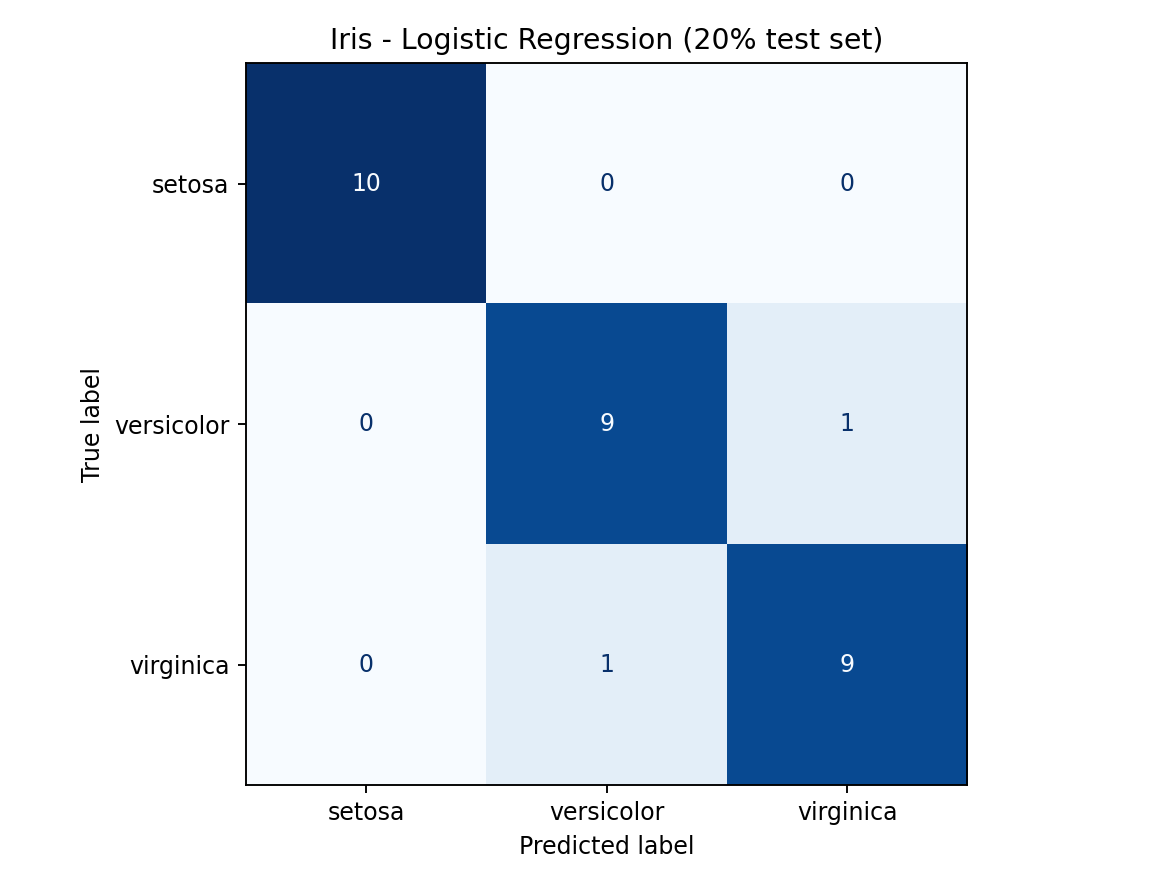 Iris - Logistic Regression (20% test set)
setosa
10
0
0
True label
versicolor
0
9
1
virginica
0
1
9
setosa
versicolor
virginica
Predicted label